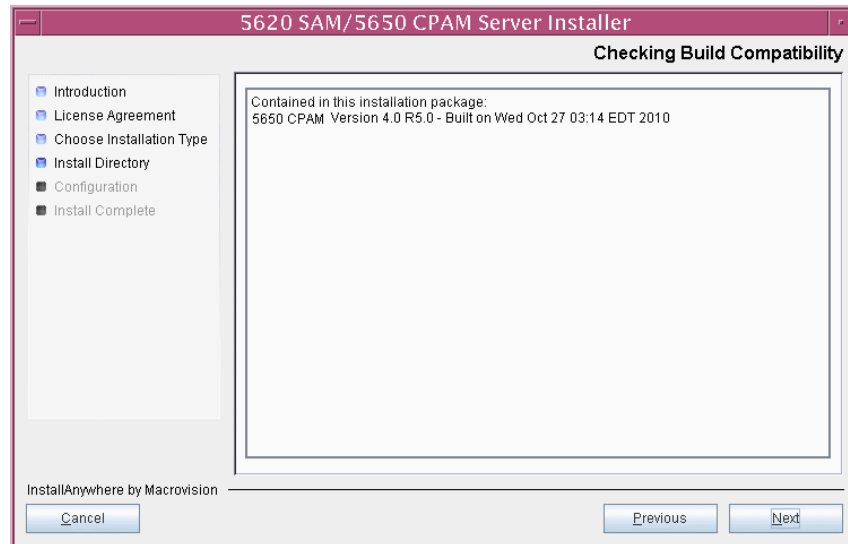 5620 SAM/5650 CPAM Server Installer
Checking Build Compatibility
Introduction
License Agreement
Choose Installation Type
Install Directory
Configuration
Install Complete
Contained in this installation package:
5650 CPAM Version 4.0 R5.0 - Built on Wed Oct 27 03:14 EDT 2010
InstallAnywhere by Macrovision
Cancel
Previous
Next